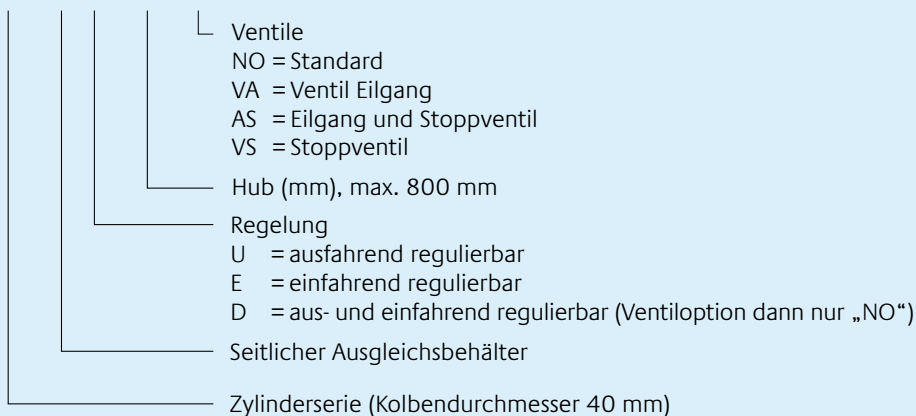 Ventile
NO = Standard
VA = Ventil Eilgang
AS = Eilgang und Stoppventil
VS = Stoppventil
Hub (mm), max. 800 mm
Regelung
U = ausfahrend regulierbar
E = einfahrend regulierbar
D = aus- und einfahrend regulierbar (Ventiloption dann nur „NO“)
Seitlicher Ausgleichsbehälter
Zylinderserie (Kolbendurchmesser 40 mm)